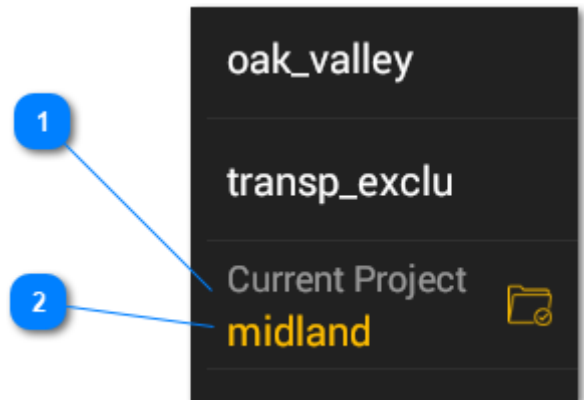 oak_valley
1
transp_exclu
Current Project
2
midland